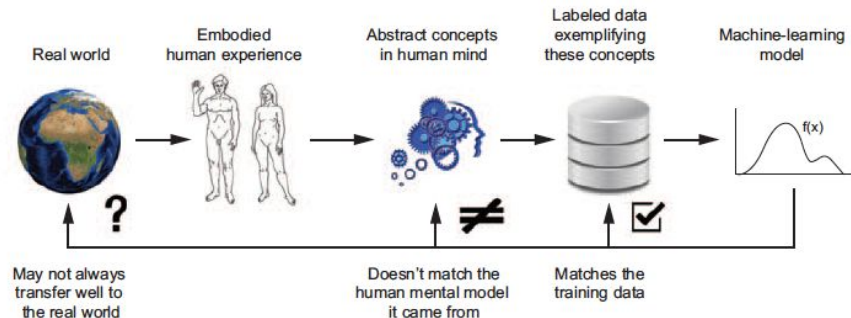 Real world
Embodied
human experience
Abstract concepts
in human mind
Labeled data
exemplifying
these concepts
Machine-learning
model
f(x)
?
≠
May not always
transfer well to
the real world
Doesn't match the
human mental model
it came from
Matches the
training data